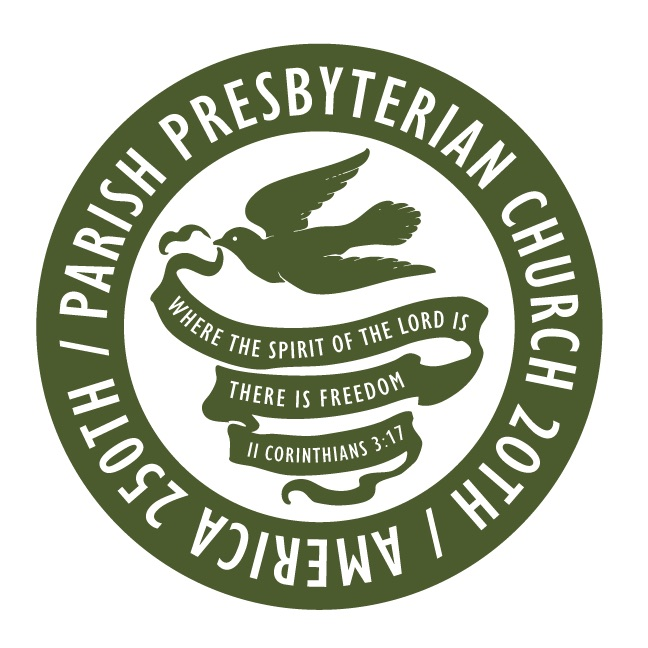 / PARISH PRESBYTERIAN CHURCH 20TH / AMERICA 250TH
WHERE THE SPIRIT OF THE LORD IS
THERE IS FREEDOM
II CORINTHIANS 3:17